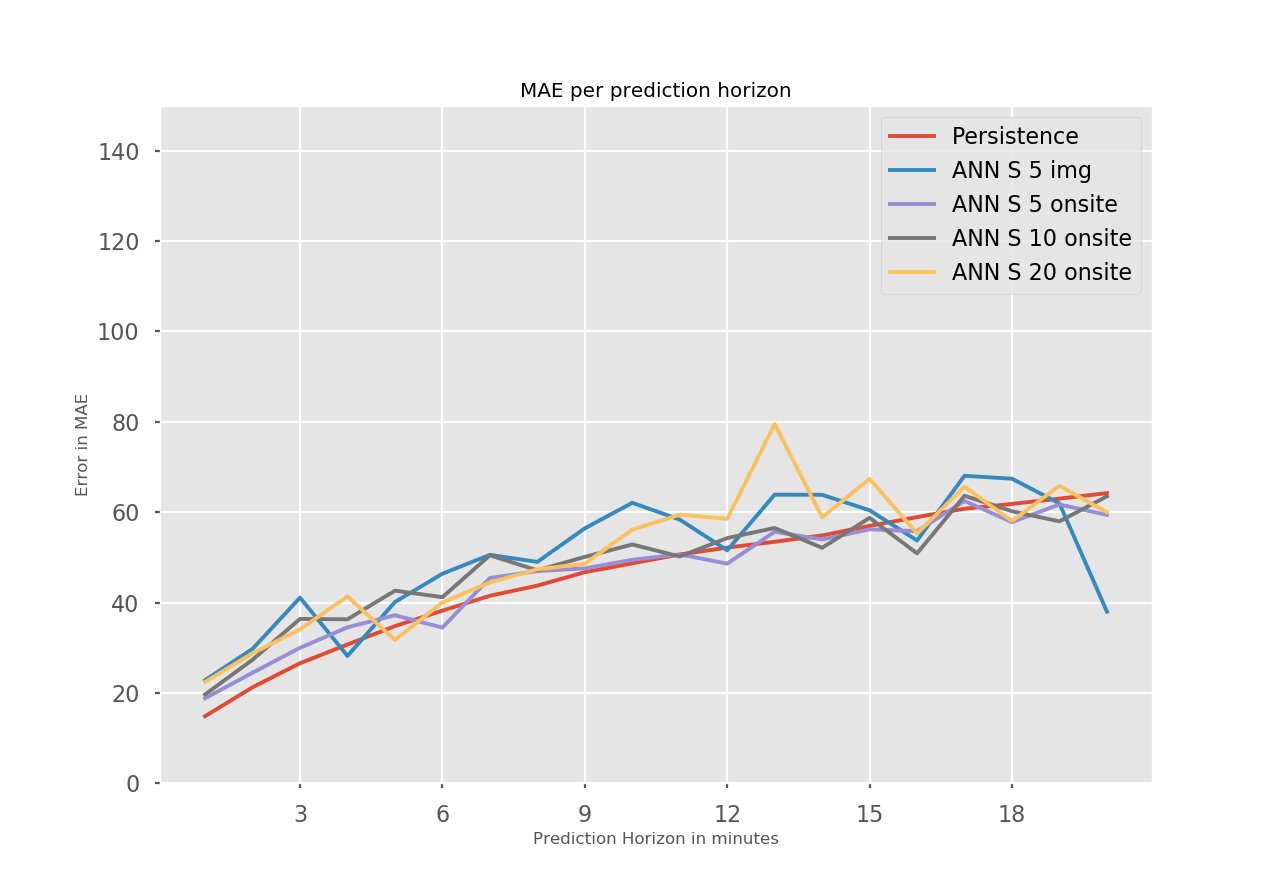 MAE per prediction horizon
Persistence
ANN S 5 img
ANN S 5 onsite
ANN S 10 onsite
ANN S 20 onsite
140
120
100
80
60
40
20
0
Error in MAE
3 6 9 12 15 18
Prediction Horizon in minutes